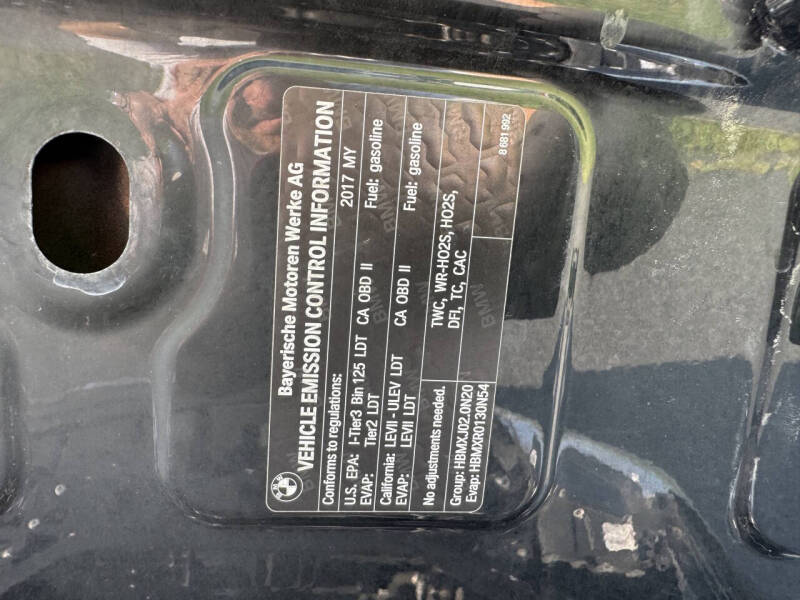 Bayerische Motoren Werke AG
VEHICLE EMISSION CONTROL INFORMATION
Conforms to regulations: 2017 MY
U.S. EPA: I-Tier3 Bin 125 LDT CA OBD II Fuel: gasoline
EVAP: Tier2 LDT
California: LEVII - ULEV LDT CA OBD II Fuel: gasoline
EVAP: LEVII LDT
No adjustments needed.
TWC, WR-HO2S, HO2S,
DFI, TC, CAC
Group: HBMXJ02.0N20
Evap: HBMXR0130N54
8 681 992
BMW